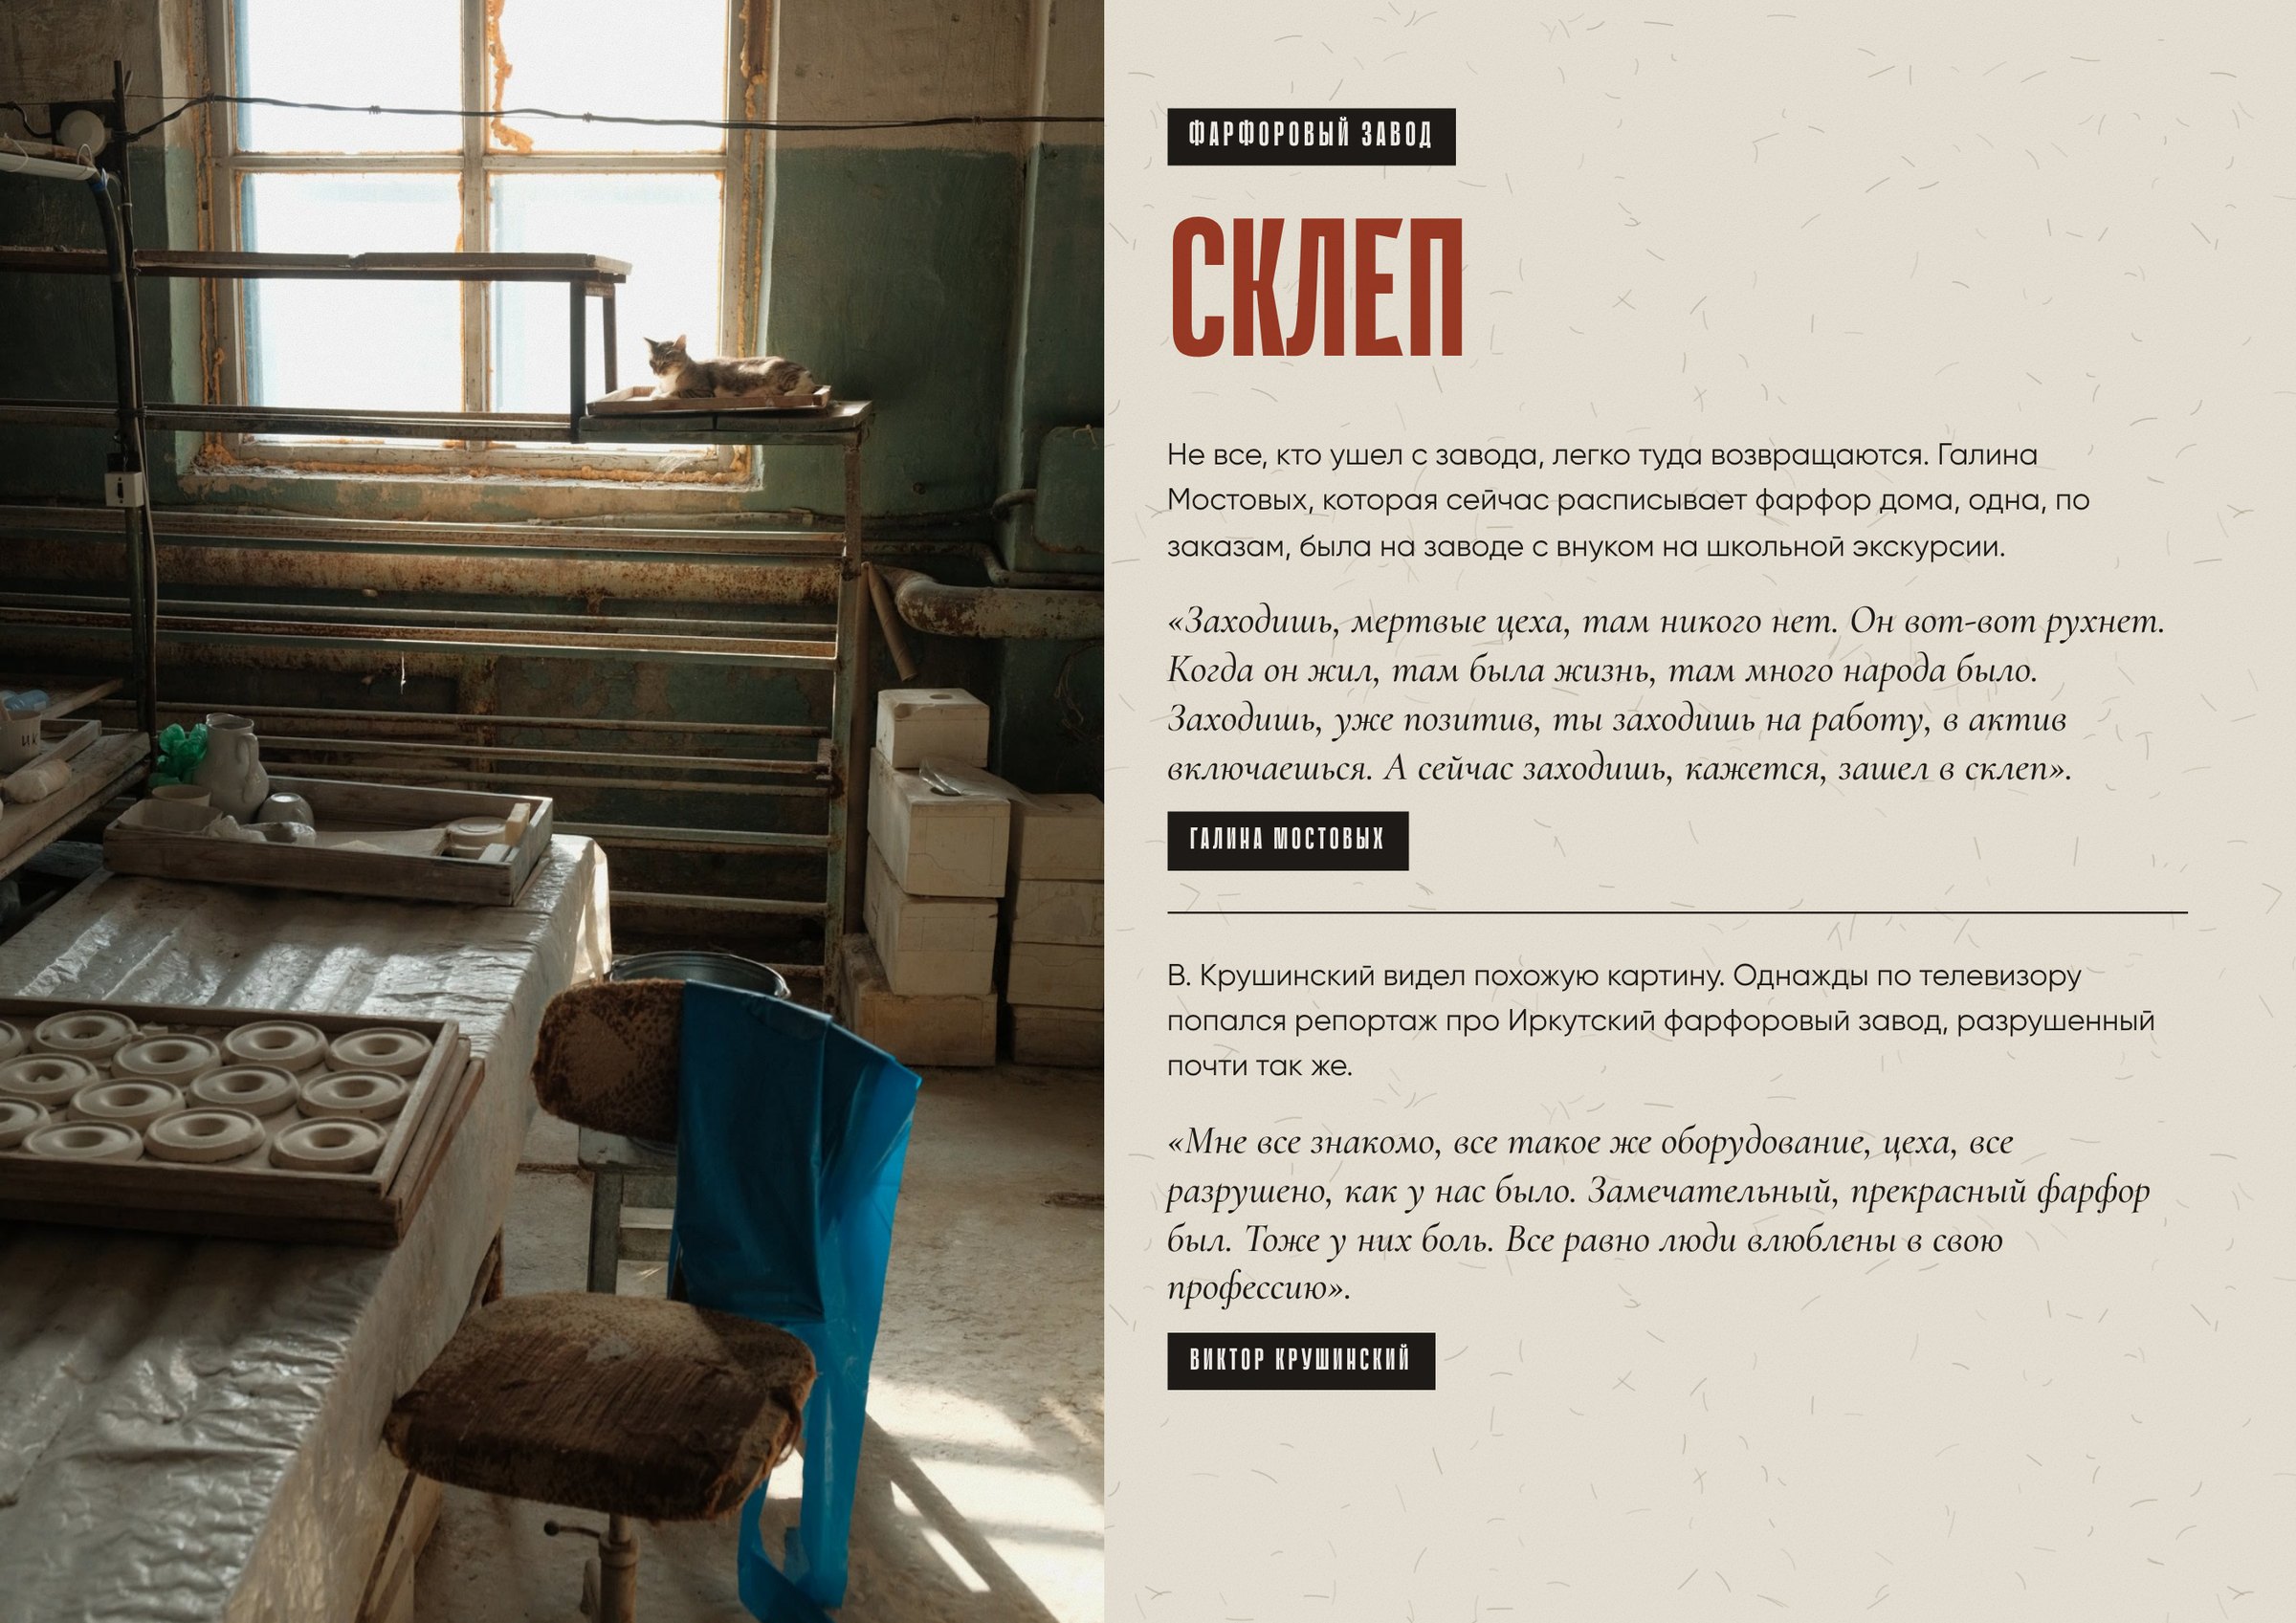 ФАРФОРОВЫЙ ЗАВОД
СКЛЕП
Не все, кто ушел с завода, легко туда возвращаются. Галина
Мостовых, которая сейчас расписывает фарфор дома, одна, по
заказам, была на заводе с внуком на школьной экскурсии.
«Заходишь, мертвые цеха, там никого нет. Он вот-вот рухнет.
Когда он жил, там была жизнь, там много народа было.
Заходишь, уже позитив, ты заходишь на работу, в актив
включаешься. А сейчас заходишь, кажется, зашел в склеп».
ГАЛИНА МОСТОВЫХ
В. Крушинский видел похожую картину. Однажды по телевизору
попался репортаж про Иркутский фарфоровый завод, разрушенный
почти так же.
«Мне все знакомо, все такое же оборудование, цеха, все
разрушено, как у нас было. Замечательный, прекрасный фарфор
был. Тоже у них боль. Все равно люди влюблены в свою
профессию».
ВИКТОР КРУШИНСКИЙ